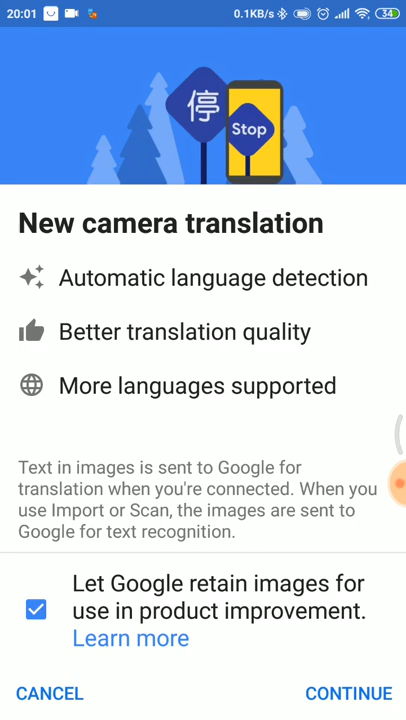 20:01 0.1KB/s 34
停
Stop
New camera translation
Automatic language detection
Better translation quality
More languages supported
Text in images is sent to Google for
translation when you're connected. When you
use Import or Scan, the images are sent to
Google for text recognition.
Let Google retain images for
use in product improvement.
Learn more
CANCEL CONTINUE